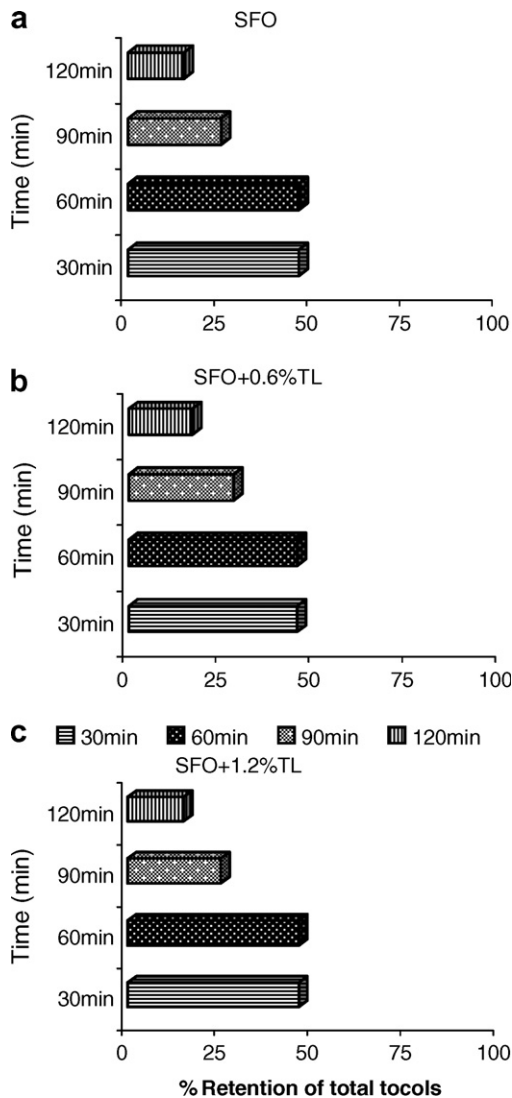 a
SFO
120min
90min
60min
30min
Time (min)
0 25 50 75 100
b
SFO+0.6%TL
120min
90min
60min
30min
Time (min)
0 25 50 75 100
c
30min 60min 90min 120min
SFO+1.2%TL
120min
90min
60min
30min
Time (min)
0 25 50 75 100
% Retention of total tocols